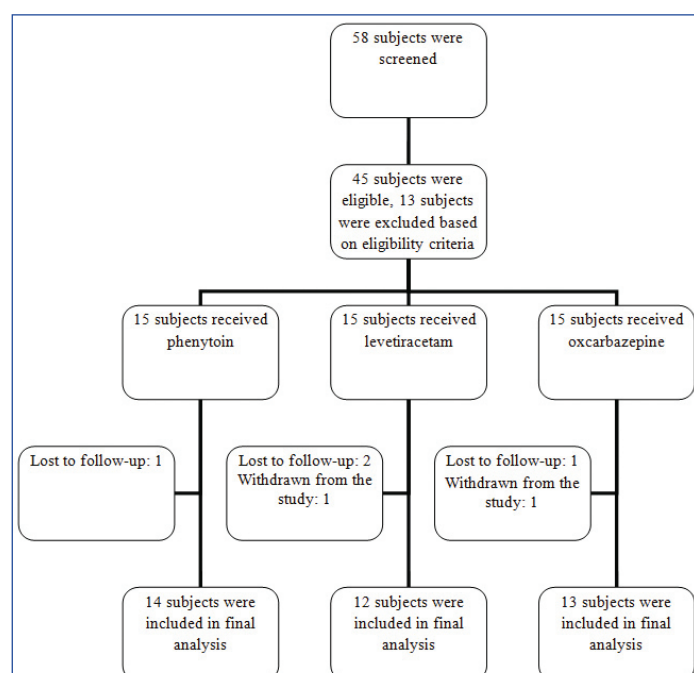 58 subjects were
screened
45 subjects were
eligible, 13 subjects
were excluded based
on eligibility criteria
15 subjects received
phenytoin
15 subjects received
levetiracetam
15 subjects received
oxcarbazepine
Lost to follow-up: 1
Lost to follow-up: 2
Withdrawn from the
study: 1
Lost to follow-up: 1
Withdrawn from the
study: 1
14 subjects were
included in final
analysis
12 subjects were
included in final
analysis
13 subjects were
included in final
analysis